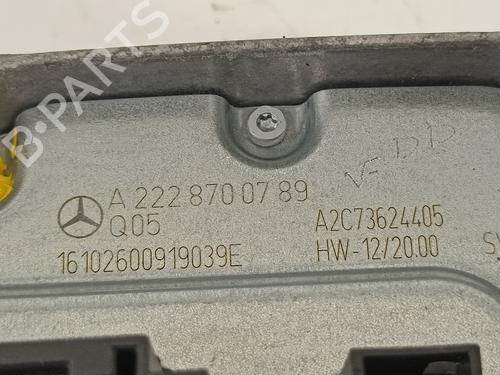 B-PARTS
A 222 870 07 89
Q05
16102600919039E
A2C73624405
HW-12/20.00